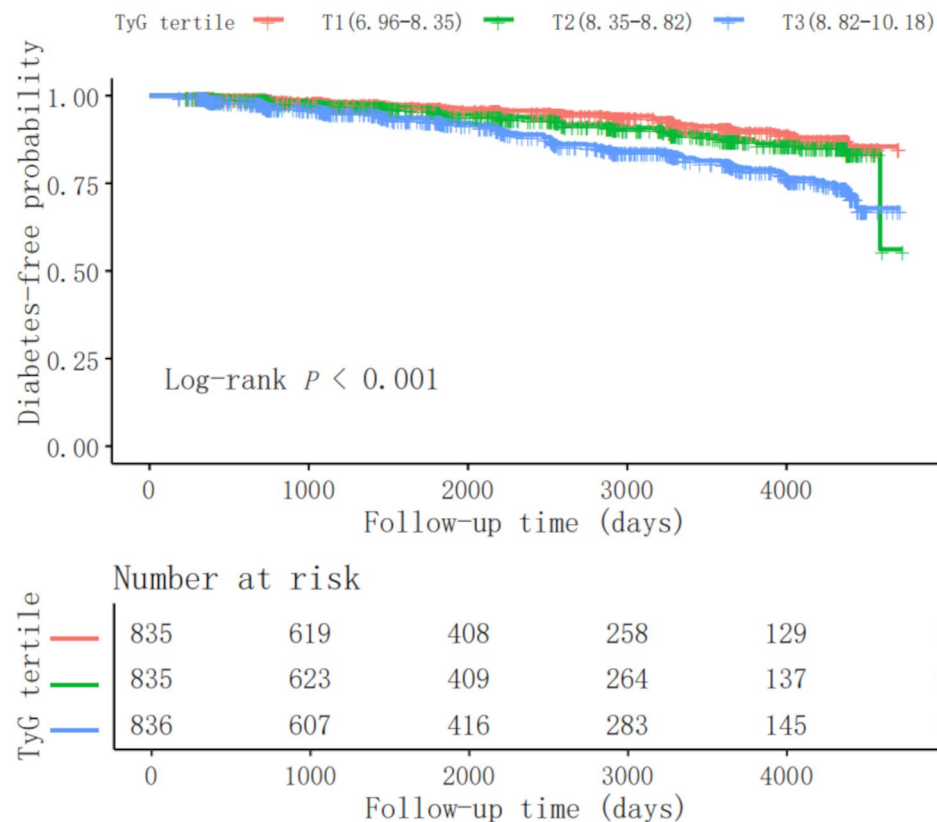 TyG tertile T1(6.96-8.35) T2(8.35-8.82) T3(8.82-10.18)
Diabetes-free probability
1.00
0.75
0.50
0.25
0.00
Log-rank P < 0.001
0 1000 2000 3000 4000
Follow-up time (days)
Number at risk
TyG tertile
835 619 408 258 129
835 623 409 264 137
836 607 416 283 145
0 1000 2000 3000 4000
Follow-up time (days)